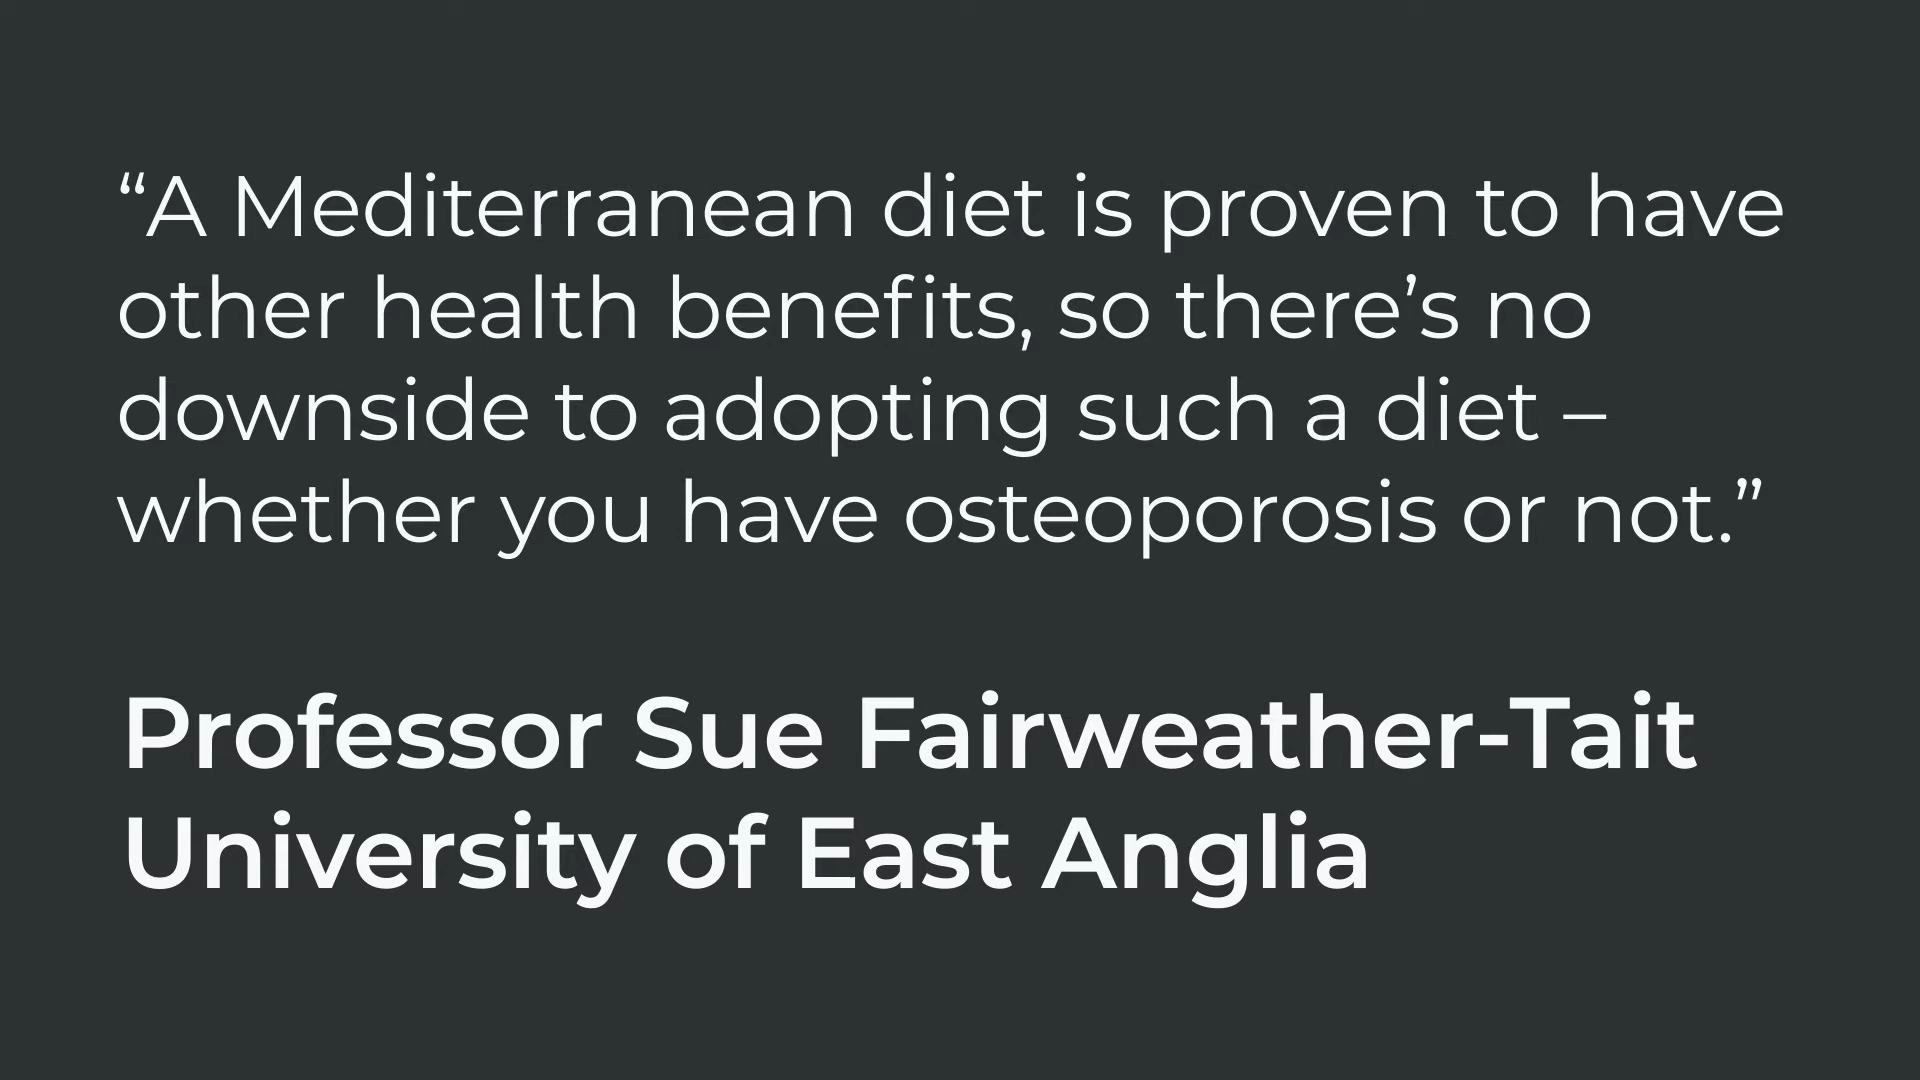 “A Mediterranean diet is proven to have
other health benefits, so there’s no
downside to adopting such a diet –
whether you have osteoporosis or not.”
Professor Sue Fairweather-Tait
University of East Anglia